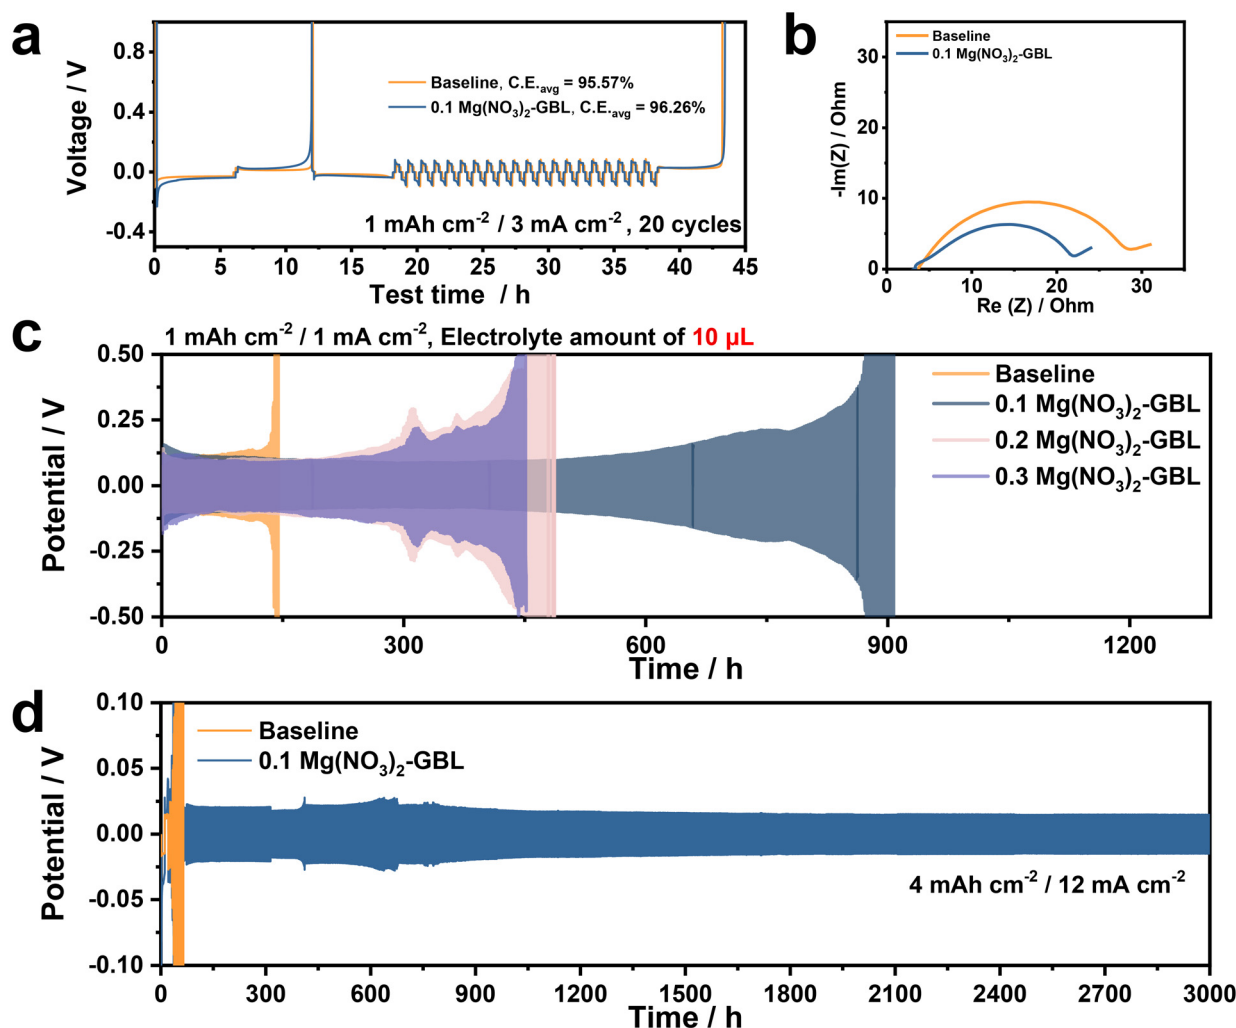 a
Voltage / V
0.8
0.4
0.0
-0.4
Baseline, C.E.avg = 95.57%
0.1 Mg(NO3)2-GBL, C.E.avg = 96.26%
1 mAh cm-2 / 3 mA cm-2 , 20 cycles
0 5 10 15 20 25 30 35 40 45
Test time / h
b
-Im(Z) / Ohm
30
20
10
0
Baseline
0.1 Mg(NO3)2-GBL
0 10 20 30
Re (Z) / Ohm
c
1 mAh cm-2 / 1 mA cm-2, Electrolyte amount of 10 μL
Potential / V
0.50
0.25
0.00
-0.25
-0.50
Baseline
0.1 Mg(NO3)2-GBL
0.2 Mg(NO3)2-GBL
0.3 Mg(NO3)2-GBL
0 300 600 900 1200
Time / h
d
Potential / V
0.10
0.05
0.00
-0.05
-0.10
Baseline
0.1 Mg(NO3)2-GBL
4 mAh cm-2 / 12 mA cm-2
0 300 600 900 1200 1500 1800 2100 2400 2700 3000
Time / h